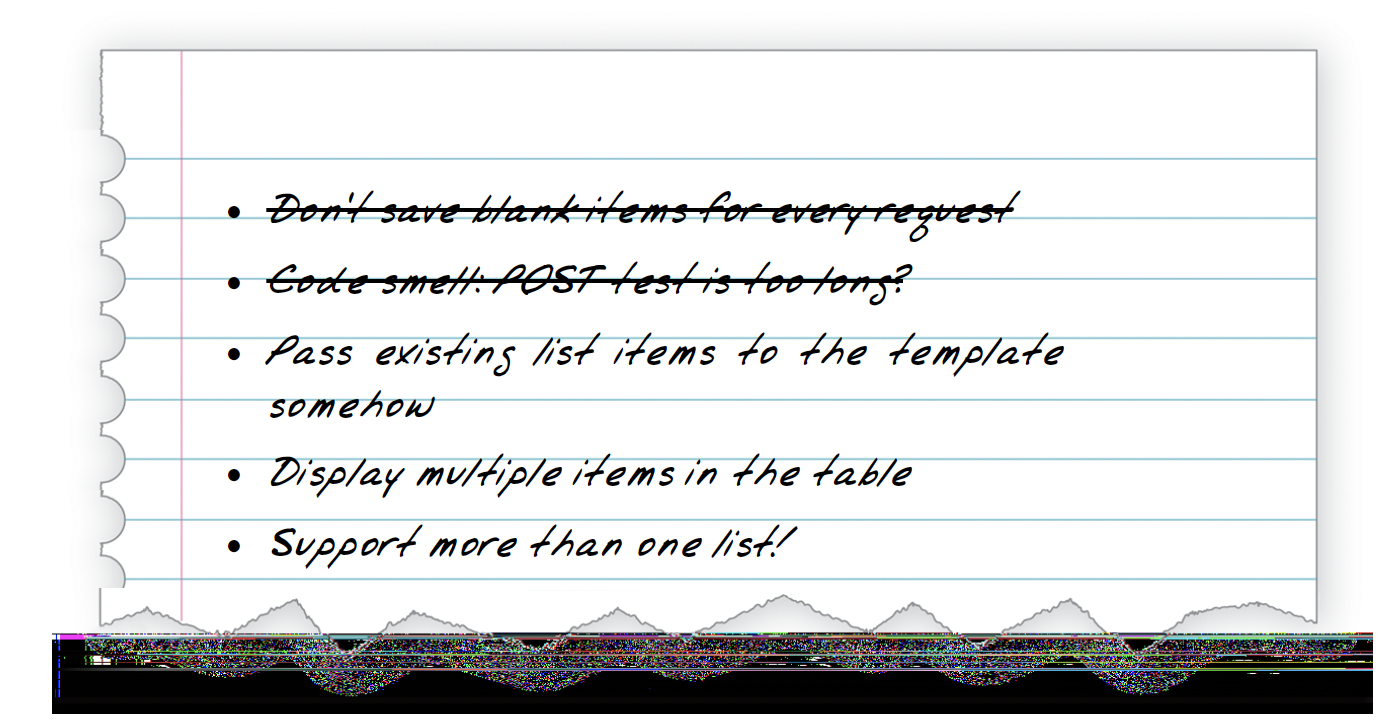 • Don't save blank items for every request
• Code smell: POST test is too long?
• Pass existing list items to the template
somehow
• Display multiple items in the table
• Support more than one list!